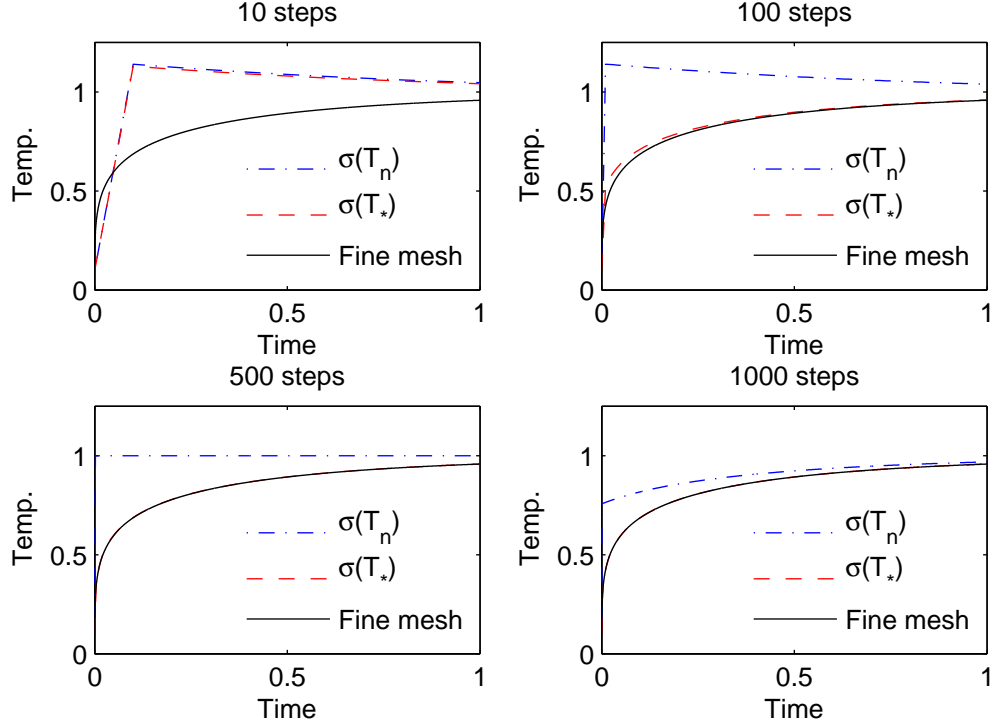 10 steps
Temp.
1
0.5
0
σ(T_n)
σ(T_*)
Fine mesh
0
0.5
1
Time
100 steps
Temp.
1
0.5
0
σ(T_n)
σ(T_*)
Fine mesh
0
0.5
1
Time
500 steps
Temp.
1
0.5
0
σ(T_n)
σ(T_*)
Fine mesh
0
0.5
1
Time
1000 steps
Temp.
1
0.5
0
σ(T_n)
σ(T_*)
Fine mesh
0
0.5
1
Time